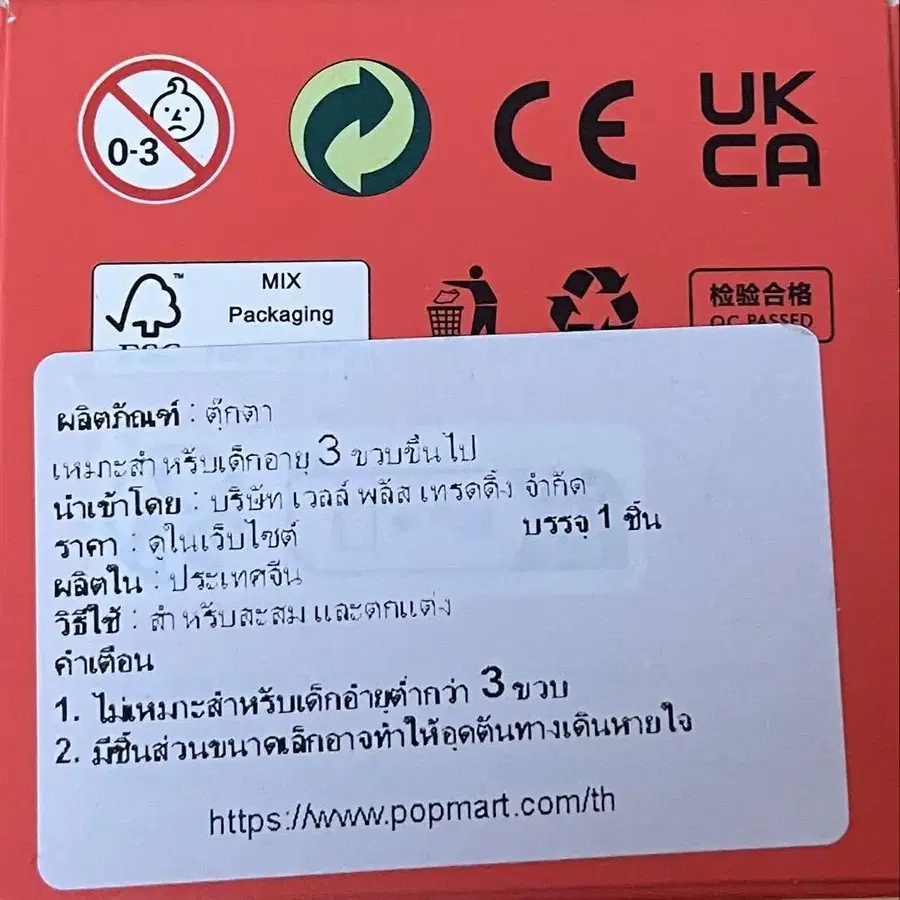 0-3
CE
UK
CA
MIX
Packaging
检验合格
QC PASSED
ผลิตภัณฑ์ : ตุ๊กตา
เหมาะสำหรับเด็กอายุ 3 ขวบขึ้นไป
นำเข้าโดย : บริษัท เวลล์ พลัส เทรดดิ้ง จำกัด
ราคา : ดูในเว็บไซต์ บรรจุ 1 ชิ้น
ผลิตใน : ประเทศจีน
วิธีใช้ : สำหรับสะสม และตกแต่ง
คำเตือน
1. ไม่เหมาะสำหรับเด็กอายุต่ำกว่า 3 ขวบ
2. มีชิ้นส่วนขนาดเล็กอาจทำให้อุดตันทางเดินหายใจ
https://www.popmart.com/th